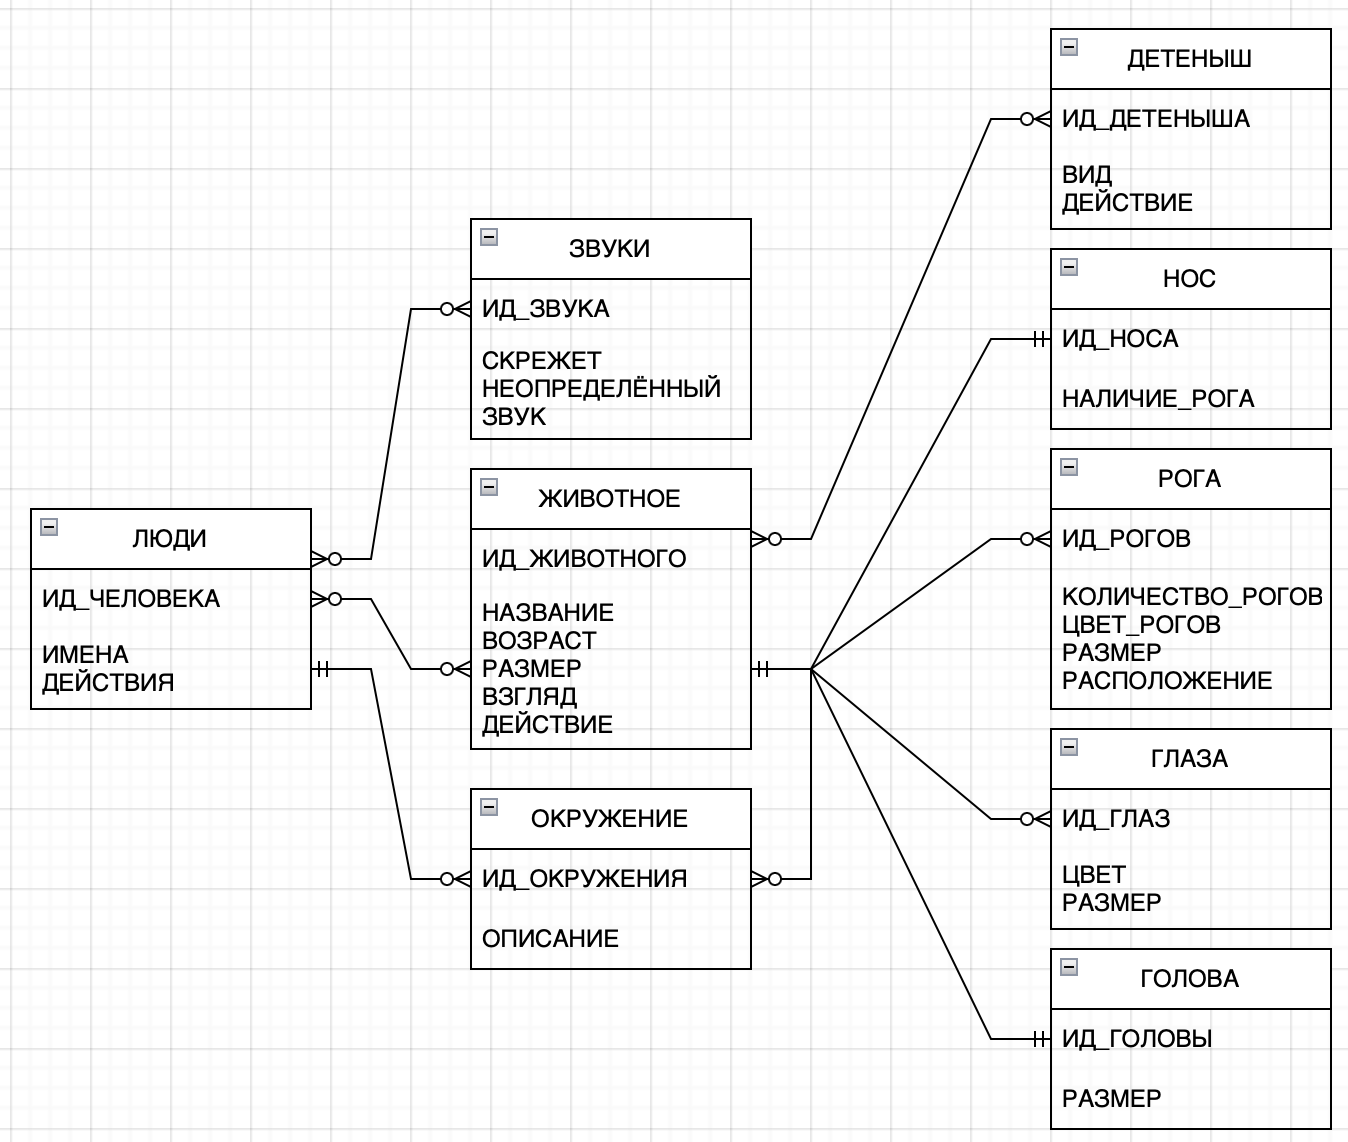 ДЕТЕНЫШ
ИД_ДЕТЕНЫША
ВИД
ДЕЙСТВИЕ
НОС
ИД_НОСА
НАЛИЧИЕ_РОГА
ЗВУКИ
ИД_ЗВУКА
СКРЕЖЕТ
НЕОПРЕДЕЛЁННЫЙ
ЗВУК
РОГА
ИД_РОГОВ
КОЛИЧЕСТВО_РОГОВ
ЦВЕТ_РОГОВ
РАЗМЕР
РАСПОЛОЖЕНИЕ
ЖИВОТНОЕ
ИД_ЖИВОТНОГО
НАЗВАНИЕ
ВОЗРАСТ
РАЗМЕР
ВЗГЛЯД
ДЕЙСТВИЕ
ЛЮДИ
ИД_ЧЕЛОВЕКА
ИМЕНА
ДЕЙСТВИЯ
ГЛАЗА
ИД_ГЛАЗ
ЦВЕТ
РАЗМЕР
ОКРУЖЕНИЕ
ИД_ОКРУЖЕНИЯ
ОПИСАНИЕ
ГОЛОВА
ИД_ГОЛОВЫ
РАЗМЕР